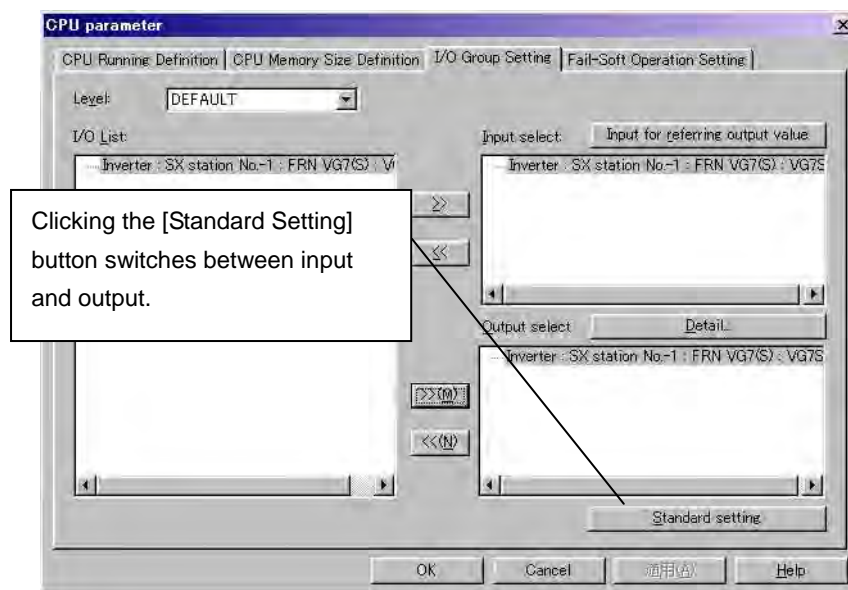 CPU parameter
CPU Running Definition | CPU Memory Size Definition | I/O Group Setting | Fail-Soft Operation Setting
Level: DEFAULT
I/O List:
Inverter : SX station No.-1 : FRN VG7(S) : V
Input select: Input for referring output value
Inverter : SX station No.-1 : FRN VG7(S) : VG7S
>>
<<
Clicking the [Standard Setting]
button switches between input
and output.
Output select Detail...
Inverter : SX station No.-1 : FRN VG7(S) : VG7S
>>(M)
<<(N)
Standard setting
OK Cancel 適用(A) Help